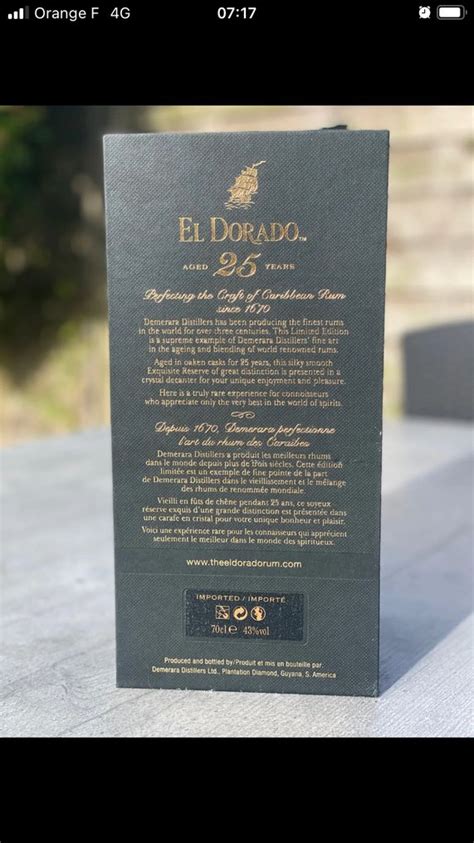 Orange F 4G 07:17
EL DORADO™
AGED 25 YEARS
Perfecting the Craft of Caribbean Rum
since 1670
Demerara Distillers has been producing the finest rums
in the world for over three centuries. This Limited Edition
is a supreme example of Demerara Distillers' fine art
in the ageing and blending of world renowned rums.
Aged in oaken casks for 25 years, this silky smooth
Exquisite Reserve of great distinction is presented in a
crystal decanter for your unique enjoyment and pleasure.
Here is a truly rare experience for connoisseurs
who appreciate only the very best in the world of spirits.
Depuis 1670, Demerara perfectionne
l'art du rhum des Caraïbes
Demerara Distillers a produit les meilleurs rhums
dans le monde depuis plus de trois siècles. Cette édition
limitée est un exemple de fine pointe de la part
de Demerara Distillers dans le vieillissement et le mélange
des rhums de renommée mondiale.
Vieilli en fûts de chêne pendant 25 ans, ce soyeux
réserve exquis d'une grande distinction est présentée dans
une carafe en cristal pour votre unique bonheur et plaisir.
Voici une expérience rare pour les connaisseurs qui apprécient
seulement le meilleur dans le monde des spiritueux.
www.theeldoradorum.com
IMPORTED / IMPORTÉ
70cl e 43%vol
Produced and bottled by/Produit et mis en bouteille par
Demerara Distillers Ltd., Plantation Diamond, Guyana, S. America